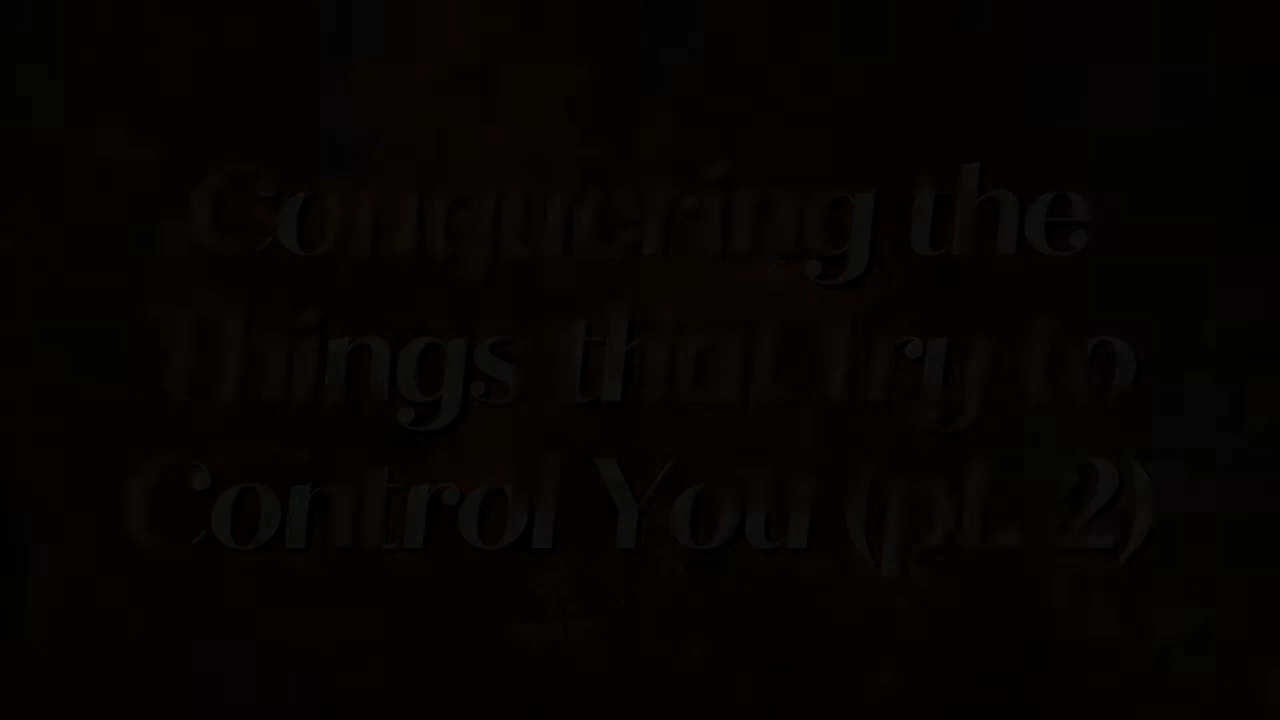 Conquering the
Things that try to
Control You (pt. 2)